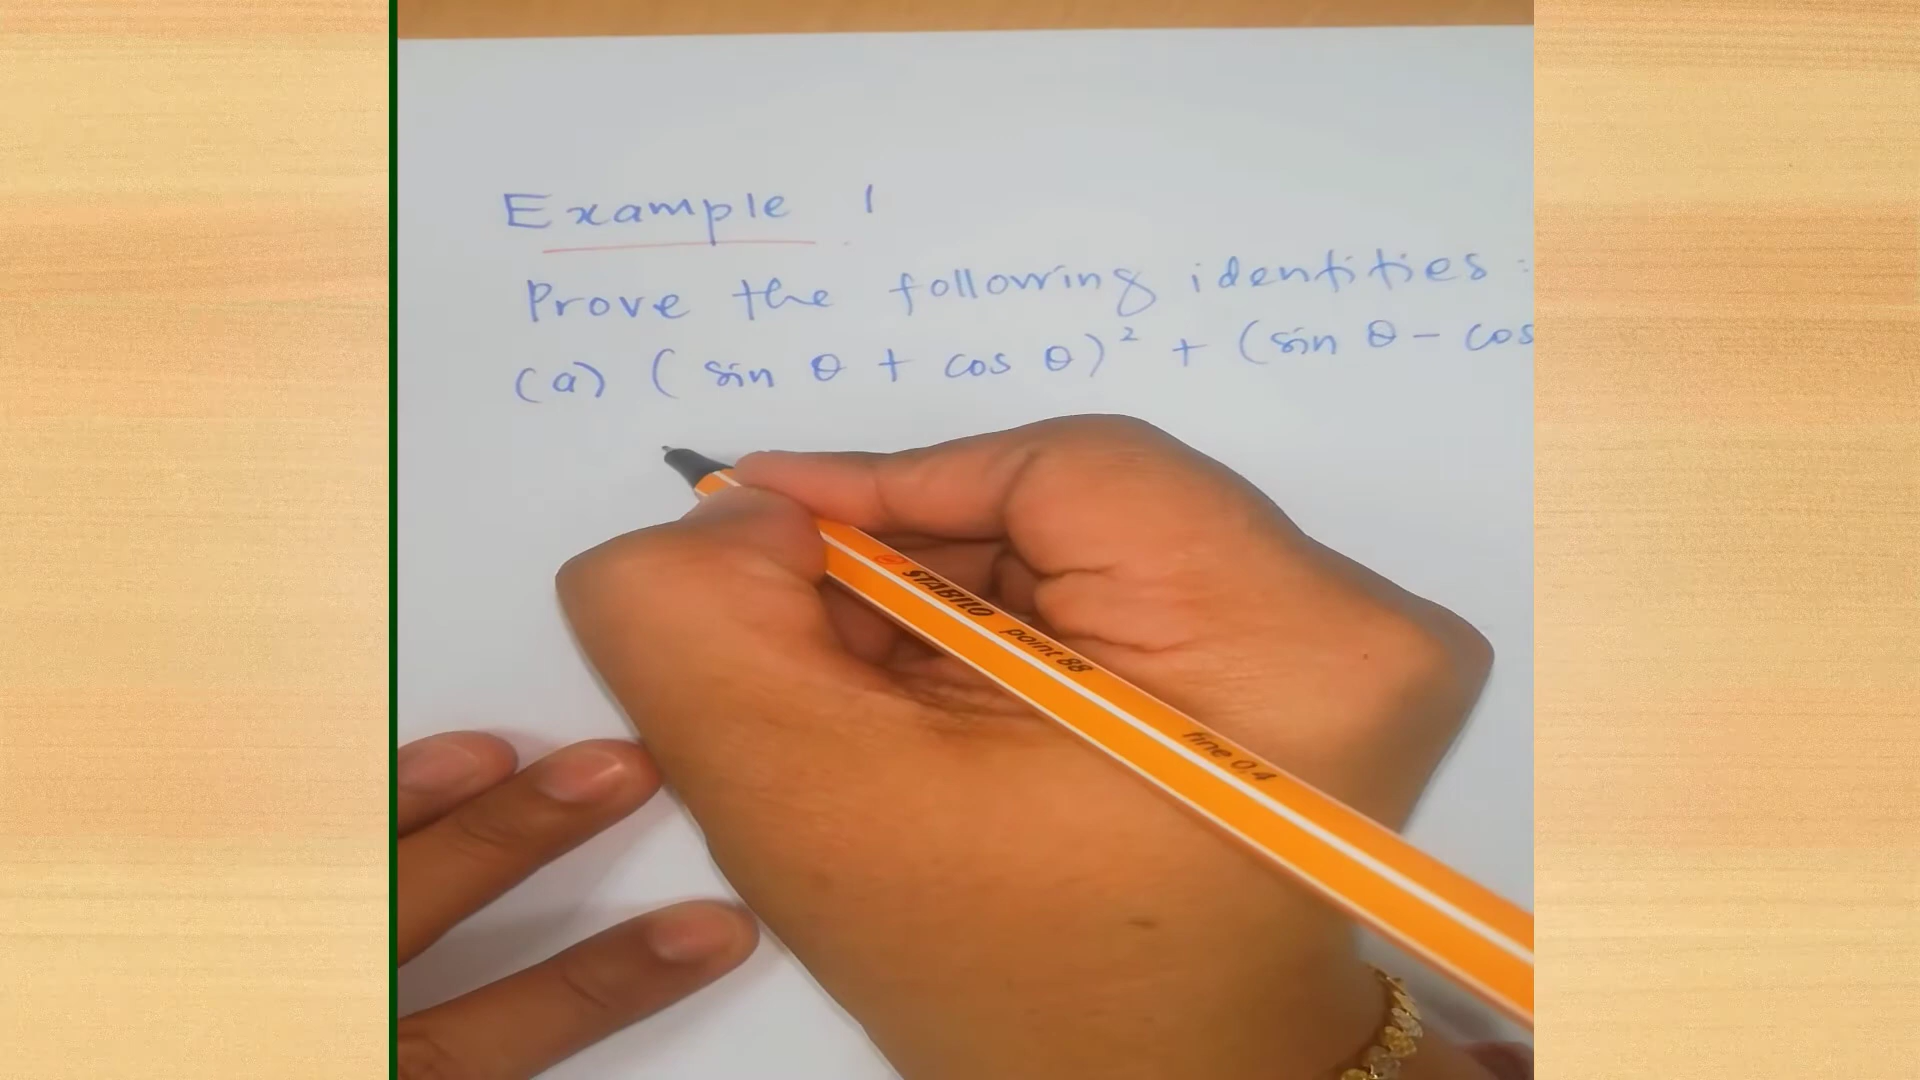 Example 1
Prove the following identities :
(a) ( sin θ + cos θ)² + (sin θ - cos
STABILO point 88 fine 0,4